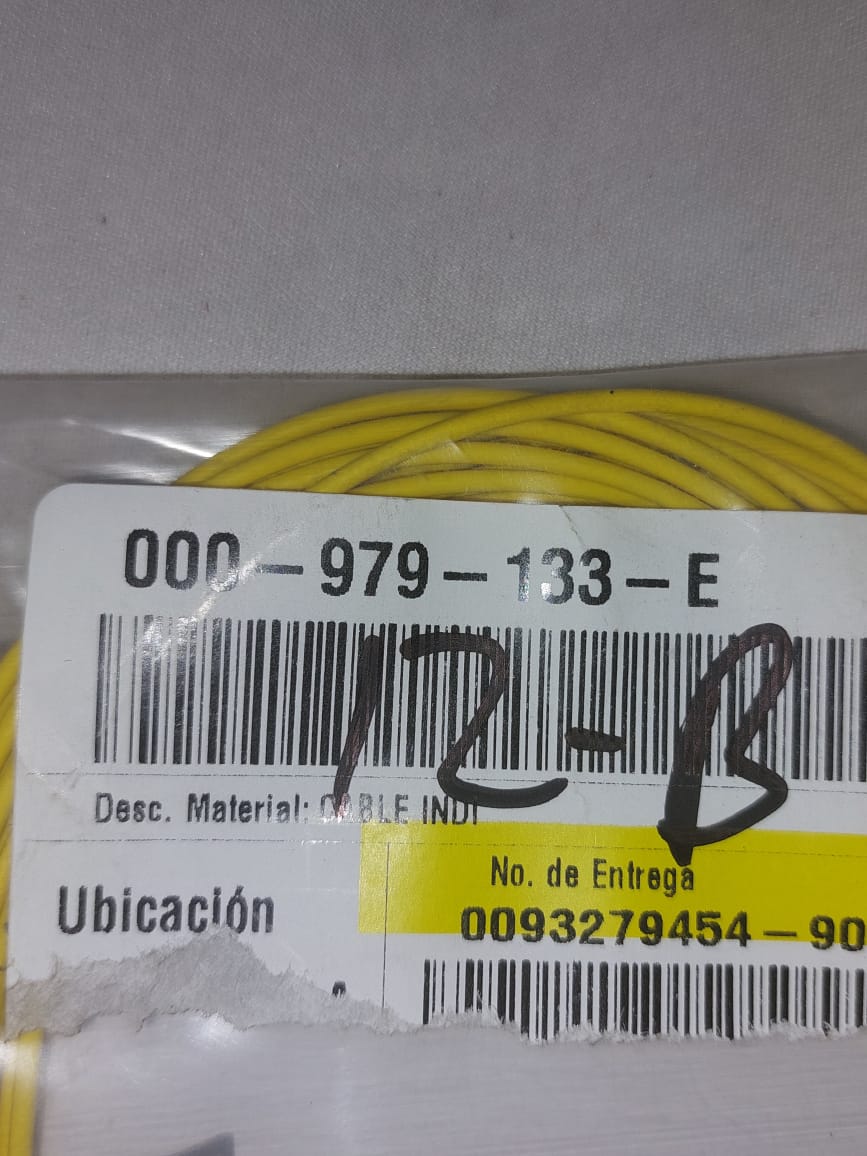 000-979-133-E
12-B
Desc. Material: CABLE INDI
No. de Entrega
Ubicación
0093279454-90